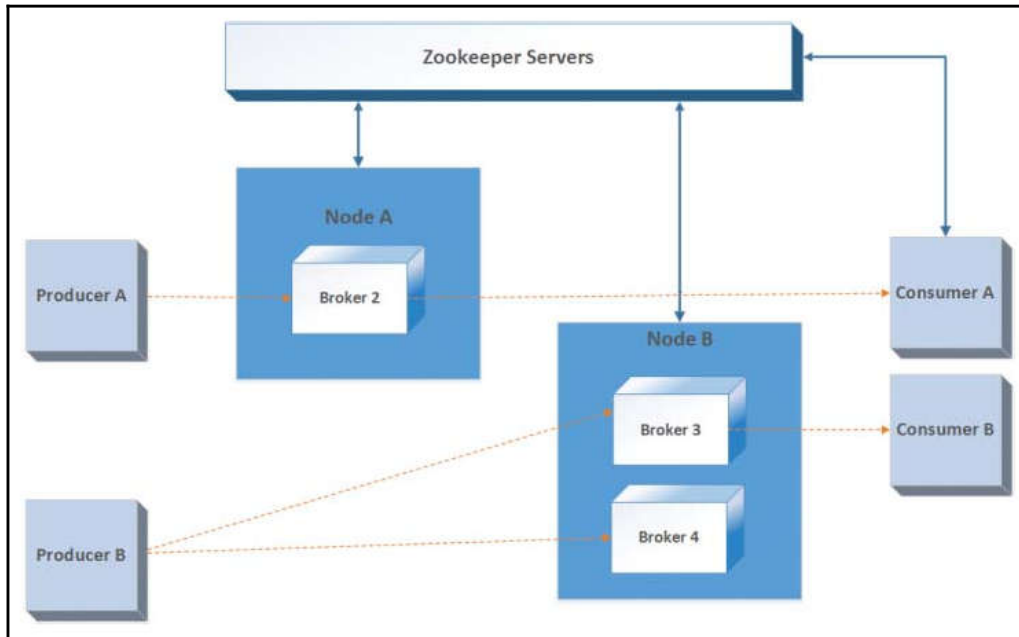 Zookeeper Servers
Node A
Producer A
Broker 2
Consumer A
Node B
Broker 3
Consumer B
Producer B
Broker 4